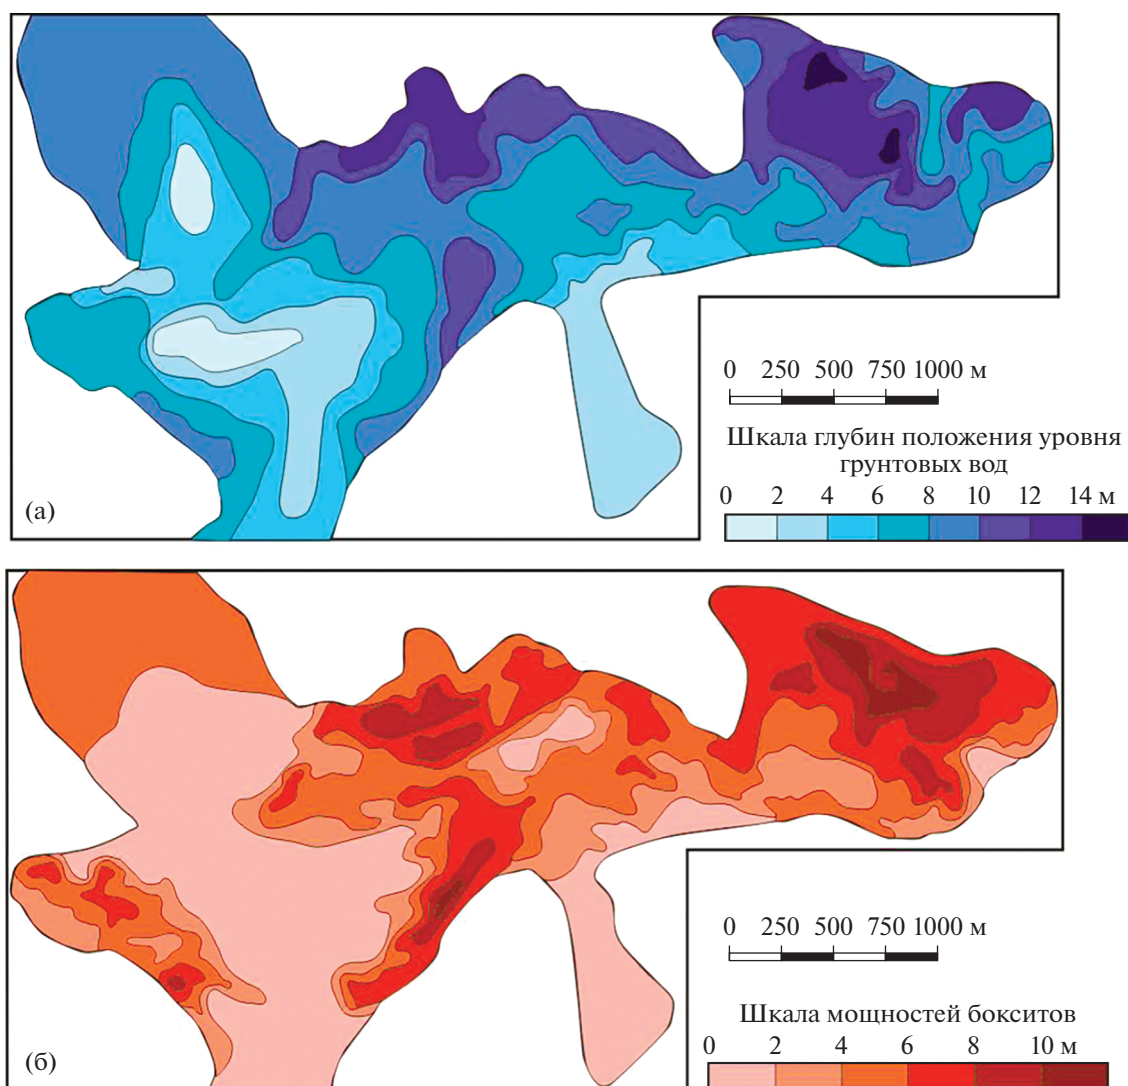 0 250 500 750 1000 м
Шкала глубин положения уровня
грунтовых вод
0 2 4 6 8 10 12 14 м
(а)
0 250 500 750 1000 м
Шкала мощностей бокситов
0 2 4 6 8 10 м
(б)